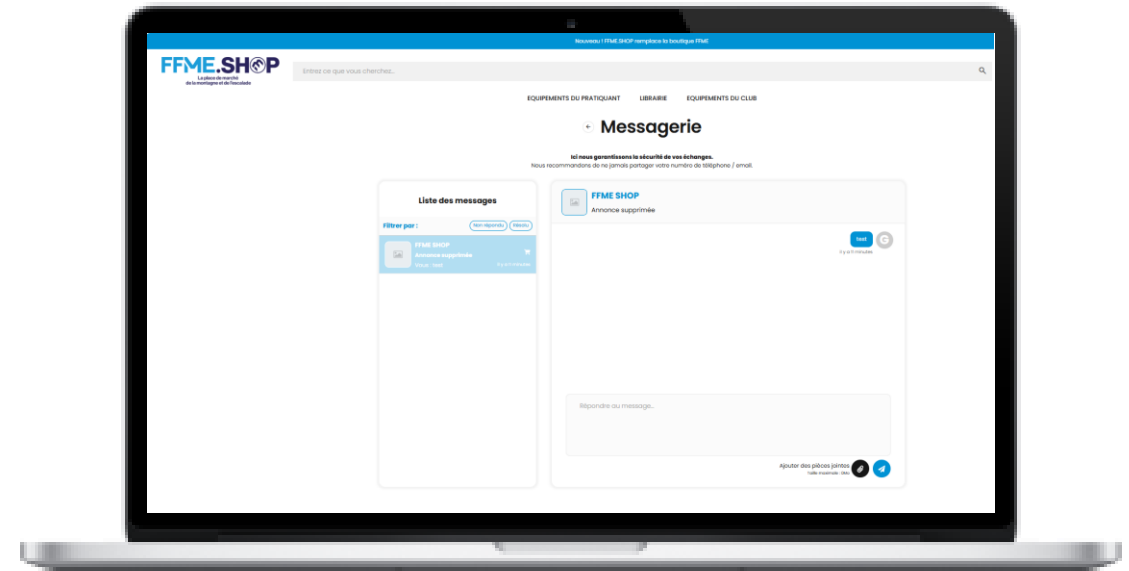 Nouveau ! FFME.SHOP remplace la boutique FFME
FFME.SHOP
La place de marché
de la montagne et de l'escalade
Entrez ce que vous cherchez..
EQUIPEMENTS DU PRATIQUANT LIBRAIRIE EQUIPEMENTS DU CLUB
Messagerie
Ici nous garantissons la sécurité de vos échanges.
Nous recommandons de ne jamais partager votre numéro de téléphone / email.
Liste des messages
Filtrer par : Non répondu Résolu
FFME SHOP
Annonce supprimée
Vous : test
FFME SHOP
Annonce supprimée
test
G
il y a 11 minutes
Répondre au message..
Ajouter des pièces jointes